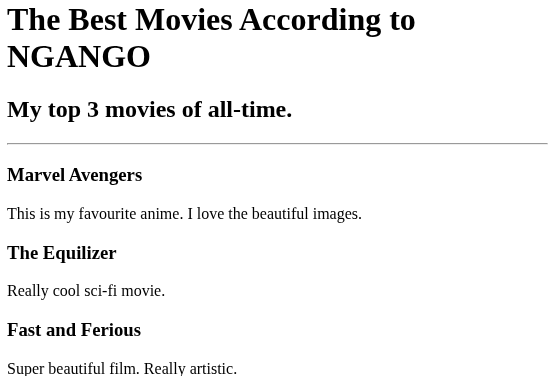 The Best Movies According to
NGANGO
My top 3 movies of all-time.
Marvel Avengers
This is my favourite anime. I love the beautiful images.
The Equilizer
Really cool sci-fi movie.
Fast and Ferious
Super beautiful film. Really artistic.